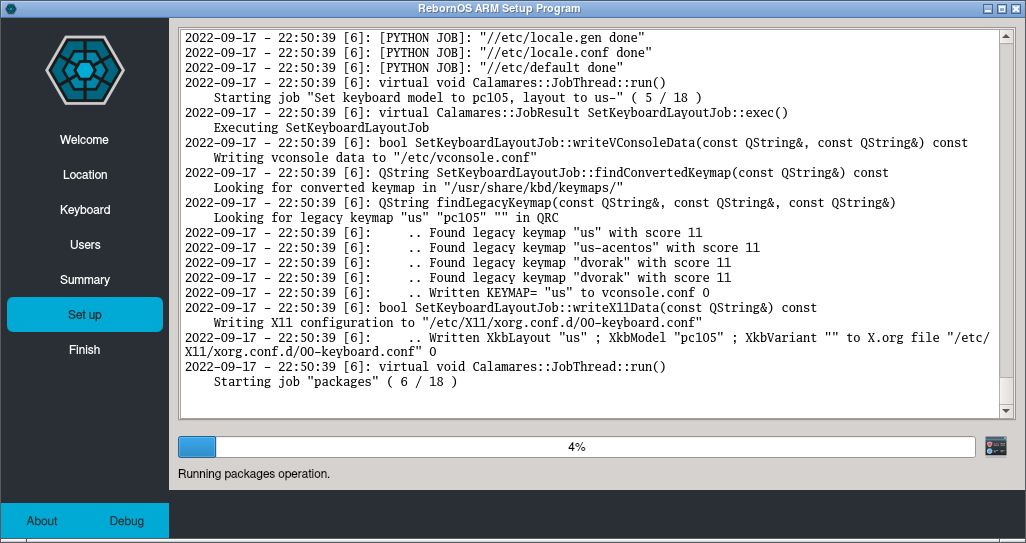 RebornOS ARM Setup Program
Welcome
Location
Keyboard
Users
Summary
Set up
Finish
About
Debug
2022-09-17 - 22:50:39 [6]: [PYTHON JOB]: "//etc/locale.gen done"
2022-09-17 - 22:50:39 [6]: [PYTHON JOB]: "//etc/locale.conf done"
2022-09-17 - 22:50:39 [6]: [PYTHON JOB]: "//etc/default done"
2022-09-17 - 22:50:39 [6]: virtual void Calamares::JobThread::run()
    Starting job "Set keyboard model to pc105, layout to us-" ( 5 / 18 )
2022-09-17 - 22:50:39 [6]: virtual Calamares::JobResult SetKeyboardLayoutJob::exec()
    Executing SetKeyboardLayoutJob
2022-09-17 - 22:50:39 [6]: bool SetKeyboardLayoutJob::writeVConsoleData(const QString&, const QString&) const
    Writing vconsole data to "/etc/vconsole.conf"
2022-09-17 - 22:50:39 [6]: QString SetKeyboardLayoutJob::findConvertedKeymap(const QString&) const
    Looking for converted keymap in "/usr/share/kbd/keymaps/"
2022-09-17 - 22:50:39 [6]: QString findLegacyKeymap(const QString&, const QString&, const QString&)
    Looking for legacy keymap "us" "pc105" "" in QRC
2022-09-17 - 22:50:39 [6]:     .. Found legacy keymap "us" with score 11
2022-09-17 - 22:50:39 [6]:     .. Found legacy keymap "us-acentos" with score 11
2022-09-17 - 22:50:39 [6]:     .. Found legacy keymap "dvorak" with score 11
2022-09-17 - 22:50:39 [6]:     .. Found legacy keymap "dvorak" with score 11
2022-09-17 - 22:50:39 [6]:     .. Written KEYMAP= "us" to vconsole.conf 0
2022-09-17 - 22:50:39 [6]: bool SetKeyboardLayoutJob::writeX11Data(const QString&) const
    Writing X11 configuration to "/etc/X11/xorg.conf.d/00-keyboard.conf"
2022-09-17 - 22:50:39 [6]:     .. Written XkbLayout "us" ; XkbModel "pc105" ; XkbVariant "" to X.org file "/etc/
X11/xorg.conf.d/00-keyboard.conf" 0
2022-09-17 - 22:50:39 [6]: virtual void Calamares::JobThread::run()
    Starting job "packages" ( 6 / 18 )
4%
Running packages operation.